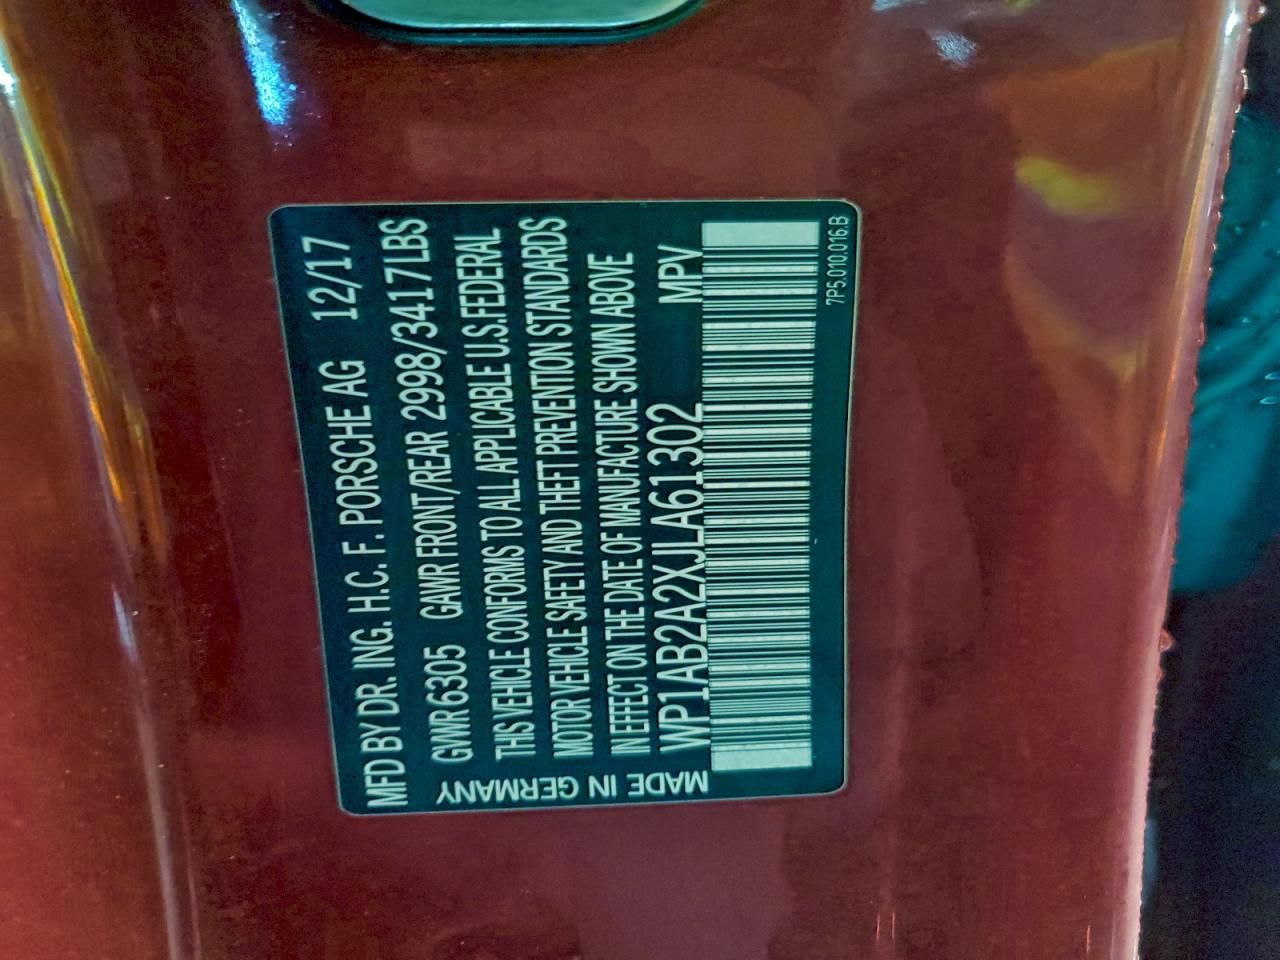 MFD BY DR. ING. H.C. F. PORSCHE AG 12/17
GVWR 6305 GAWR FRONT/REAR 2998/3417 LBS
THIS VEHICLE CONFORMS TO ALL APPLICABLE U.S.FEDERAL
MOTOR VEHICLE SAFETY AND THEFT PREVENTION STANDARDS
IN EFFECT ON THE DATE OF MANUFACTURE SHOWN ABOVE
WP1AB2A2XJLA61302 MPV
7P5.010.016.B
MADE IN GERMANY